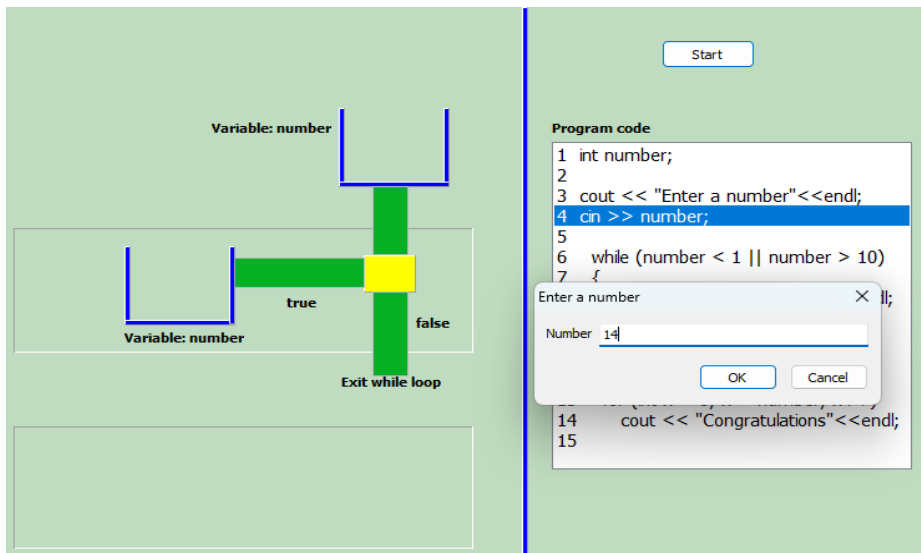 Start
Variable: number
Program code
1 int number;
2
3 cout << "Enter a number"<<endl;
4 cin >> number;
5
6 while (number < 1 || number > 10)
7 {
l;
Enter a number
Number 14
OK Cancel
true
false
Variable: number
Exit while loop
14 cout << "Congratulations"<<endl;
15